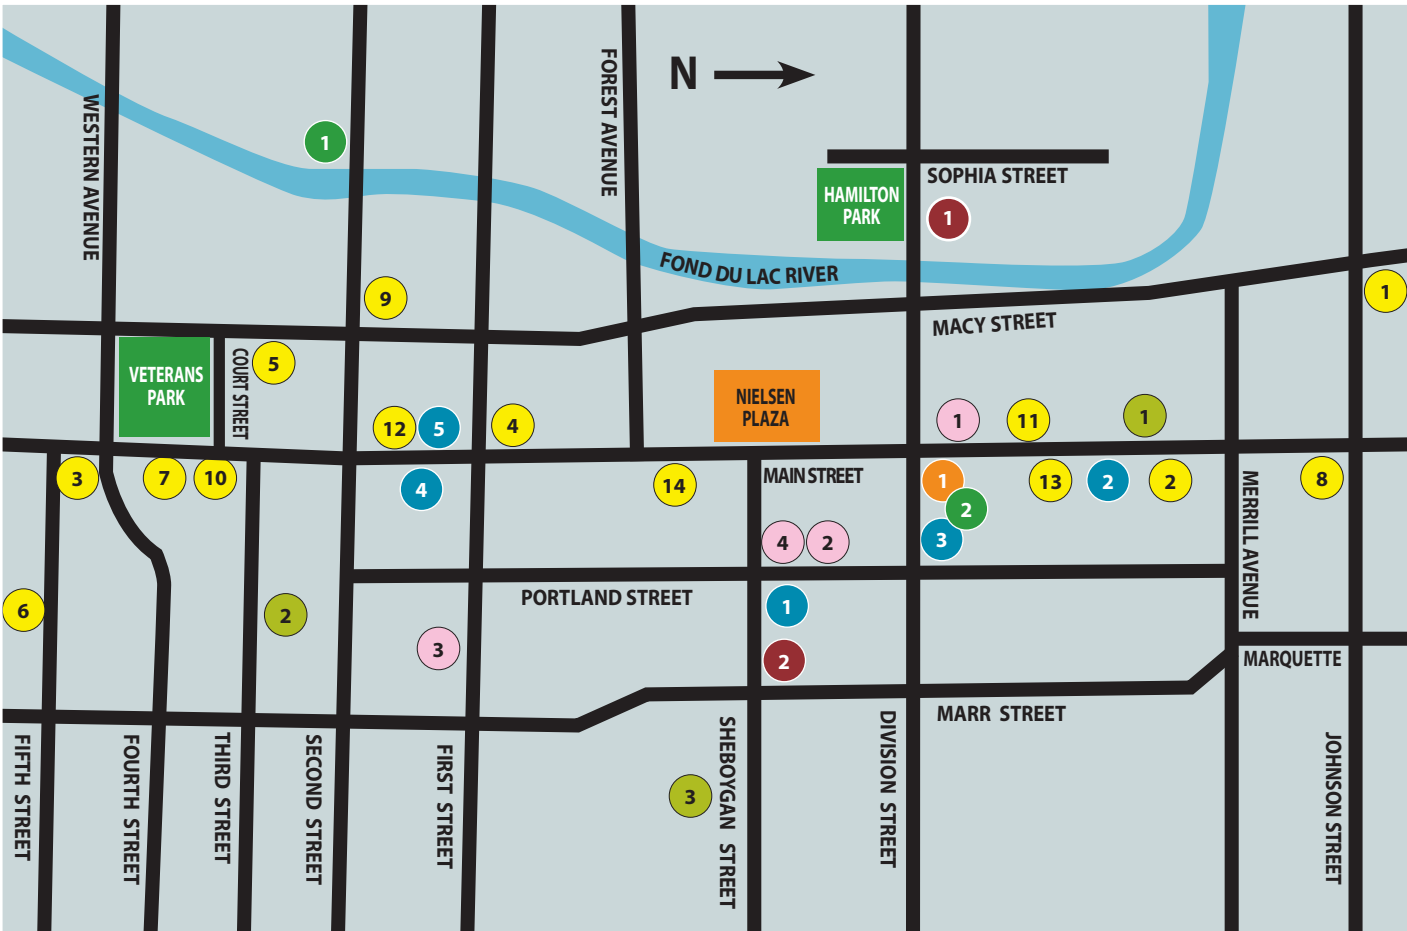 N
FOREST AVENUE
WESTERN AVENUE
1
SOPHIA STREET
HAMILTON
PARK
1
FOND DU LAC RIVER
9
1
MACY STREET
COURT STREET
5
VETERANS
PARK
NIELSEN
PLAZA
12
5
4
1
11
1
3
7
10
4
14
MAIN STREET
1
2
3
13
2
2
8
MERRILL AVENUE
4
2
PORTLAND STREET
6
2
3
1
2
MARQUETTE
MARR STREET
3
FIFTH STREET
FOURTH STREET
THIRD STREET
SECOND STREET
FIRST STREET
SHEBOYGAN STREET
DIVISION STREET
JOHNSON STREET